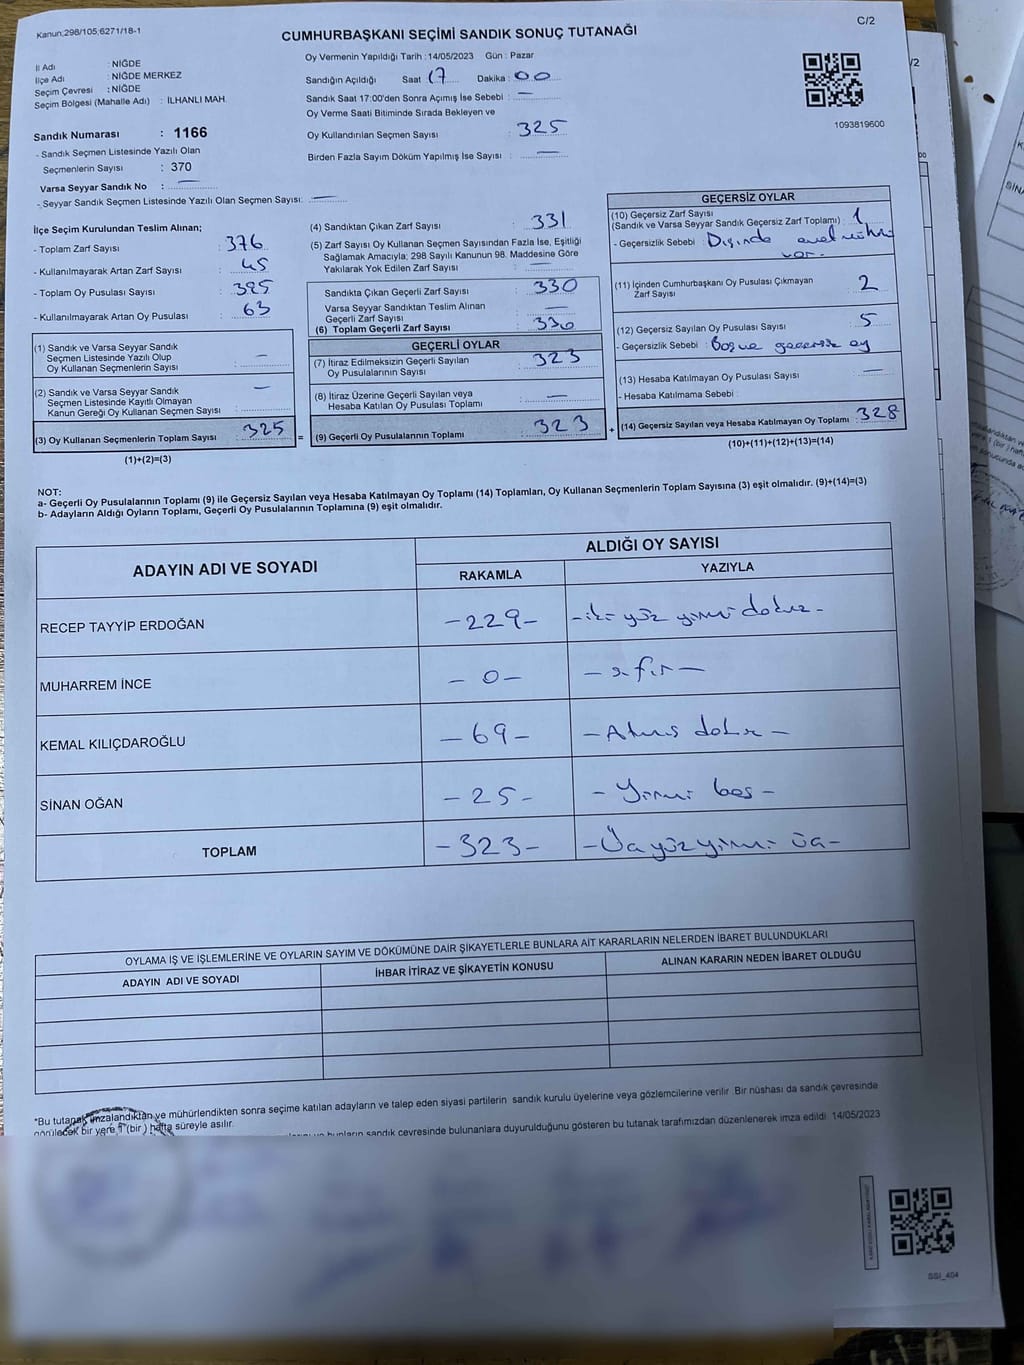 Kanun;298/105;6271/18-1
C/2
CUMHURBAŞKANI SEÇİMİ SANDIK SONUÇ TUTANAĞI
İl Adı : NİĞDE
İlçe Adı : NİĞDE MERKEZ
Seçim Çevresi : NİĞDE
Seçim Bölgesi (Mahalle Adı) : İLHANLI MAH.
Sandık Numarası : 1166
- Sandık Seçmen Listesinde Yazılı Olan
Seçmenlerin Sayısı : 370
Varsa Seyyar Sandık No : —
- Seyyar Sandık Seçmen Listesinde Yazılı Olan Seçmen Sayısı: —
Oy Vermenin Yapıldığı Tarih : 14/05/2023 Gün : Pazar
Sandığın Açıldığı Saat 17 Dakika : 00
Sandık Saat 17:00'den Sonra Açımış İse Sebebi : —
Oy Verme Saati Bitiminde Sırada Bekleyen ve
Oy Kullandırılan Seçmen Sayısı : 325
Birden Fazla Sayım Döküm Yapılmış İse Sayısı : —
1093819600
İlçe Seçim Kurulundan Teslim Alınan;
- Toplam Zarf Sayısı : 376
- Kullanılmayarak Artan Zarf Sayısı : 45
- Toplam Oy Pusulası Sayısı : 385
- Kullanılmayarak Artan Oy Pusulası : 63
(1) Sandık ve Varsa Seyyar Sandık
Seçmen Listesinde Yazılı Olup
Oy Kullanan Seçmenlerin Sayısı : —
(2) Sandık ve Varsa Seyyar Sandık
Seçmen Listesinde Kayıtlı Olmayan
Kanun Gereği Oy Kullanan Seçmen Sayısı : —
(3) Oy Kullanan Seçmenlerin Toplam Sayısı : 325
(1)+(2)=(3)
=
(4) Sandıktan Çıkan Zarf Sayısı : 331
(5) Zarf Sayısı Oy Kullanan Seçmen Sayısından Fazla İse, Eşitliği
Sağlamak Amacıyla; 298 Sayılı Kanunun 98. Maddesine Göre
Yakılarak Yok Edilen Zarf Sayısı : —
Sandıkta Çıkan Geçerli Zarf Sayısı : 330
Varsa Seyyar Sandıktan Teslim Alınan
Geçerli Zarf Sayısı : —
(6) Toplam Geçerli Zarf Sayısı : 330
GEÇERLİ OYLAR
(7) İtiraz Edilmeksizin Geçerli Sayılan : 323
Oy Pusulalarının Sayısı
(8) İtiraz Üzerine Geçerli Sayılan veya
Hesaba Katılan Oy Pusulası Toplamı : —
(9) Geçerli Oy Pusulalarının Toplamı : 323
+
GEÇERSİZ OYLAR
(10) Geçersiz Zarf Sayısı : 1
(Sandık ve Varsa Seyyar Sandık Geçersiz Zarf Toplamı)
- Geçersizlik Sebebi : Dışında evet mührü
var.
(11) İçinden Cumhurbaşkanı Oy Pusulası Çıkmayan
Zarf Sayısı : 2
(12) Geçersiz Sayılan Oy Pusulası Sayısı : 5
- Geçersizlik Sebebi : Boş ve geçersiz oy
(13) Hesaba Katılmayan Oy Pusulası Sayısı : —
- Hesaba Katılmama Sebebi :
(14) Geçersiz Sayılan veya Hesaba Katılmayan Oy Toplamı : 328
(10)+(11)+(12)+(13)=(14)
NOT:
a- Geçerli Oy Pusulalarının Toplamı (9) ile Geçersiz Sayılan veya Hesaba Katılmayan Oy Toplamı (14) Toplamları, Oy Kullanan Seçmenlerin Toplam Sayısına (3) eşit olmalıdır. (9)+(14)=(3)
b- Adayların Aldığı Oyların Toplamı, Geçerli Oy Pusulalarının Toplamına (9) eşit olmalıdır.
ADAYIN ADI VE SOYADI
ALDIĞI OY SAYISI
RAKAMLA YAZIYLA
RECEP TAYYİP ERDOĞAN -229- -iki yüz yirmi dokuz-
MUHARREM İNCE -0- -sıfır-
KEMAL KILIÇDAROĞLU -69- -Atmış dokuz-
SİNAN OĞAN -25- -Yirmi beş-
TOPLAM -323- -Üçyüzyirmi üç-
OYLAMA İŞ VE İŞLEMLERİNE VE OYLARIN SAYIM VE DÖKÜMÜNE DAİR ŞİKAYETLERLE BUNLARA AİT KARARLARIN NELERDEN İBARET BULUNDUKLARI
ADAYIN ADI VE SOYADI İHBAR İTİRAZ VE ŞİKAYETİN KONUSU ALINAN KARARIN NEDEN İBARET OLDUĞU
*Bu tutanak imzalandıktan ve mühürlendikten sonra seçime katılan adayların ve talep eden siyasi partilerin sandık kurulu üyelerine veya gözlemcilerine verilir. Bir nüshası da sandık çevresinde
görülecek bir yere 1 (bir) hafta süreyle asılır.
bunların sandık çevresinde bulunanlara duyurulduğunu gösteren bu tutanak tarafımızdan düzenlenerek imza edildi. 14/05/2023
SSI_404